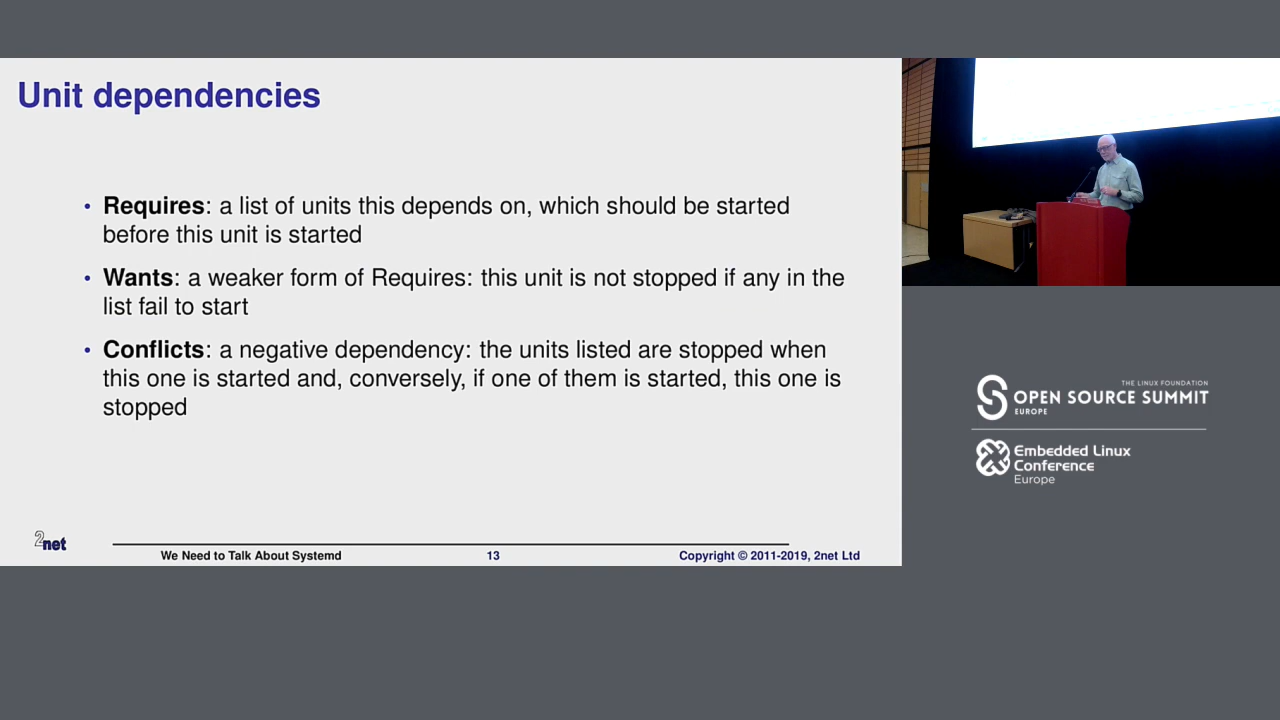 Unit dependencies
• Requires: a list of units this depends on, which should be started
before this unit is started
• Wants: a weaker form of Requires: this unit is not stopped if any in the
list fail to start
• Conflicts: a negative dependency: the units listed are stopped when
this one is started and, conversely, if one of them is started, this one is
stopped
2net
We Need to Talk About Systemd
13
Copyright © 2011-2019, 2net Ltd
THE LINUX FOUNDATION
OPEN SOURCE SUMMIT
EUROPE
Embedded Linux
Conference
Europe